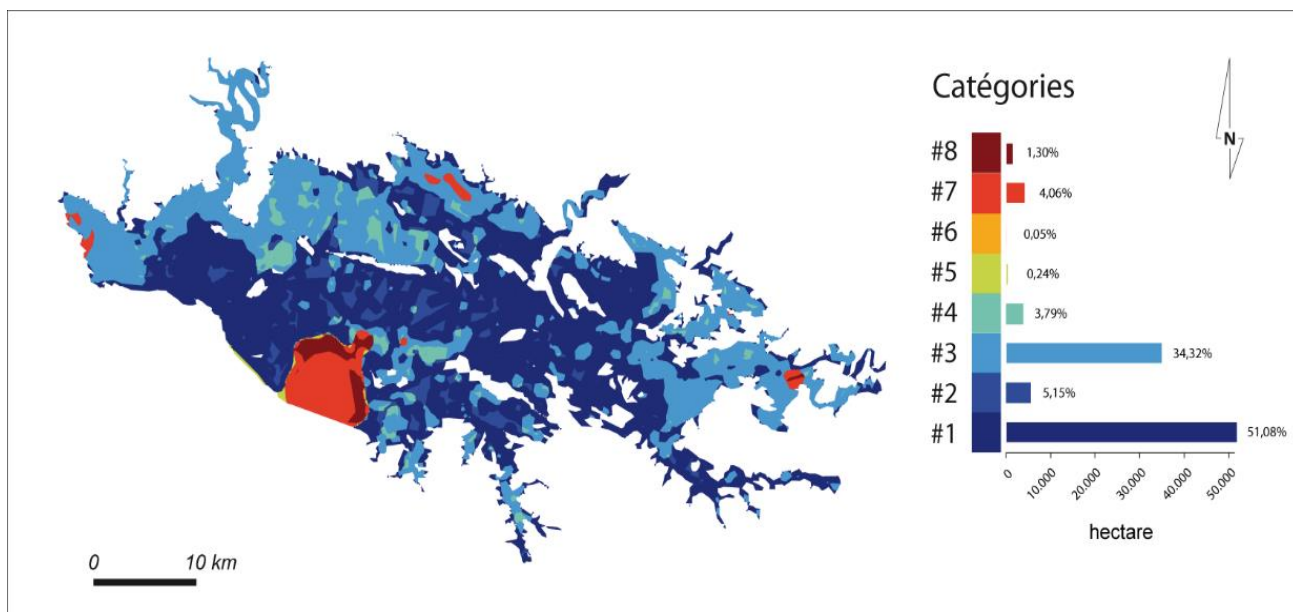 Catégories
N
#8 1,30%
#7 4,06%
#6 0,05%
#5 0,24%
#4 3,79%
#3 34,32%
#2 5,15%
#1 51,08%
0 10.000 20.000 30.000 40.000 50.000
hectare
0 10 km